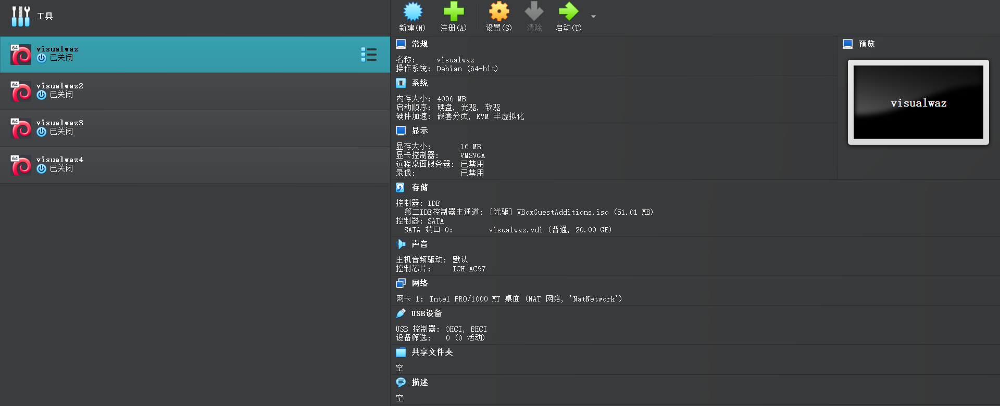 工具
新建(N)
注册(A)
设置(S)
清除
启动(T)
64
visualwaz
已关闭
64
visualwaz2
已关闭
64
visualwaz3
已关闭
64
visualwaz4
已关闭
常规
名称: visualwaz
操作系统: Debian (64-bit)
系统
内存大小: 4096 MB
启动顺序: 硬盘, 光驱, 软驱
硬件加速: 嵌套分页, KVM 半虚拟化
显示
显存大小: 16 MB
显卡控制器: VMSVGA
远程桌面服务器: 已禁用
录像: 已禁用
存储
控制器: IDE
第二IDE控制器主通道: [光驱] VBoxGuestAdditions.iso (51.01 MB)
控制器: SATA
SATA 端口 0: visualwaz.vdi (普通, 20.00 GB)
声音
主机音频驱动: 默认
控制芯片: ICH AC97
网络
网卡 1: Intel PRO/1000 MT 桌面 (NAT 网络, 'NatNetwork')
USB设备
USB 控制器: OHCI, EHCI
设备筛选: 0 (0 活动)
共享文件夹
空
描述
空
预览
visualwaz